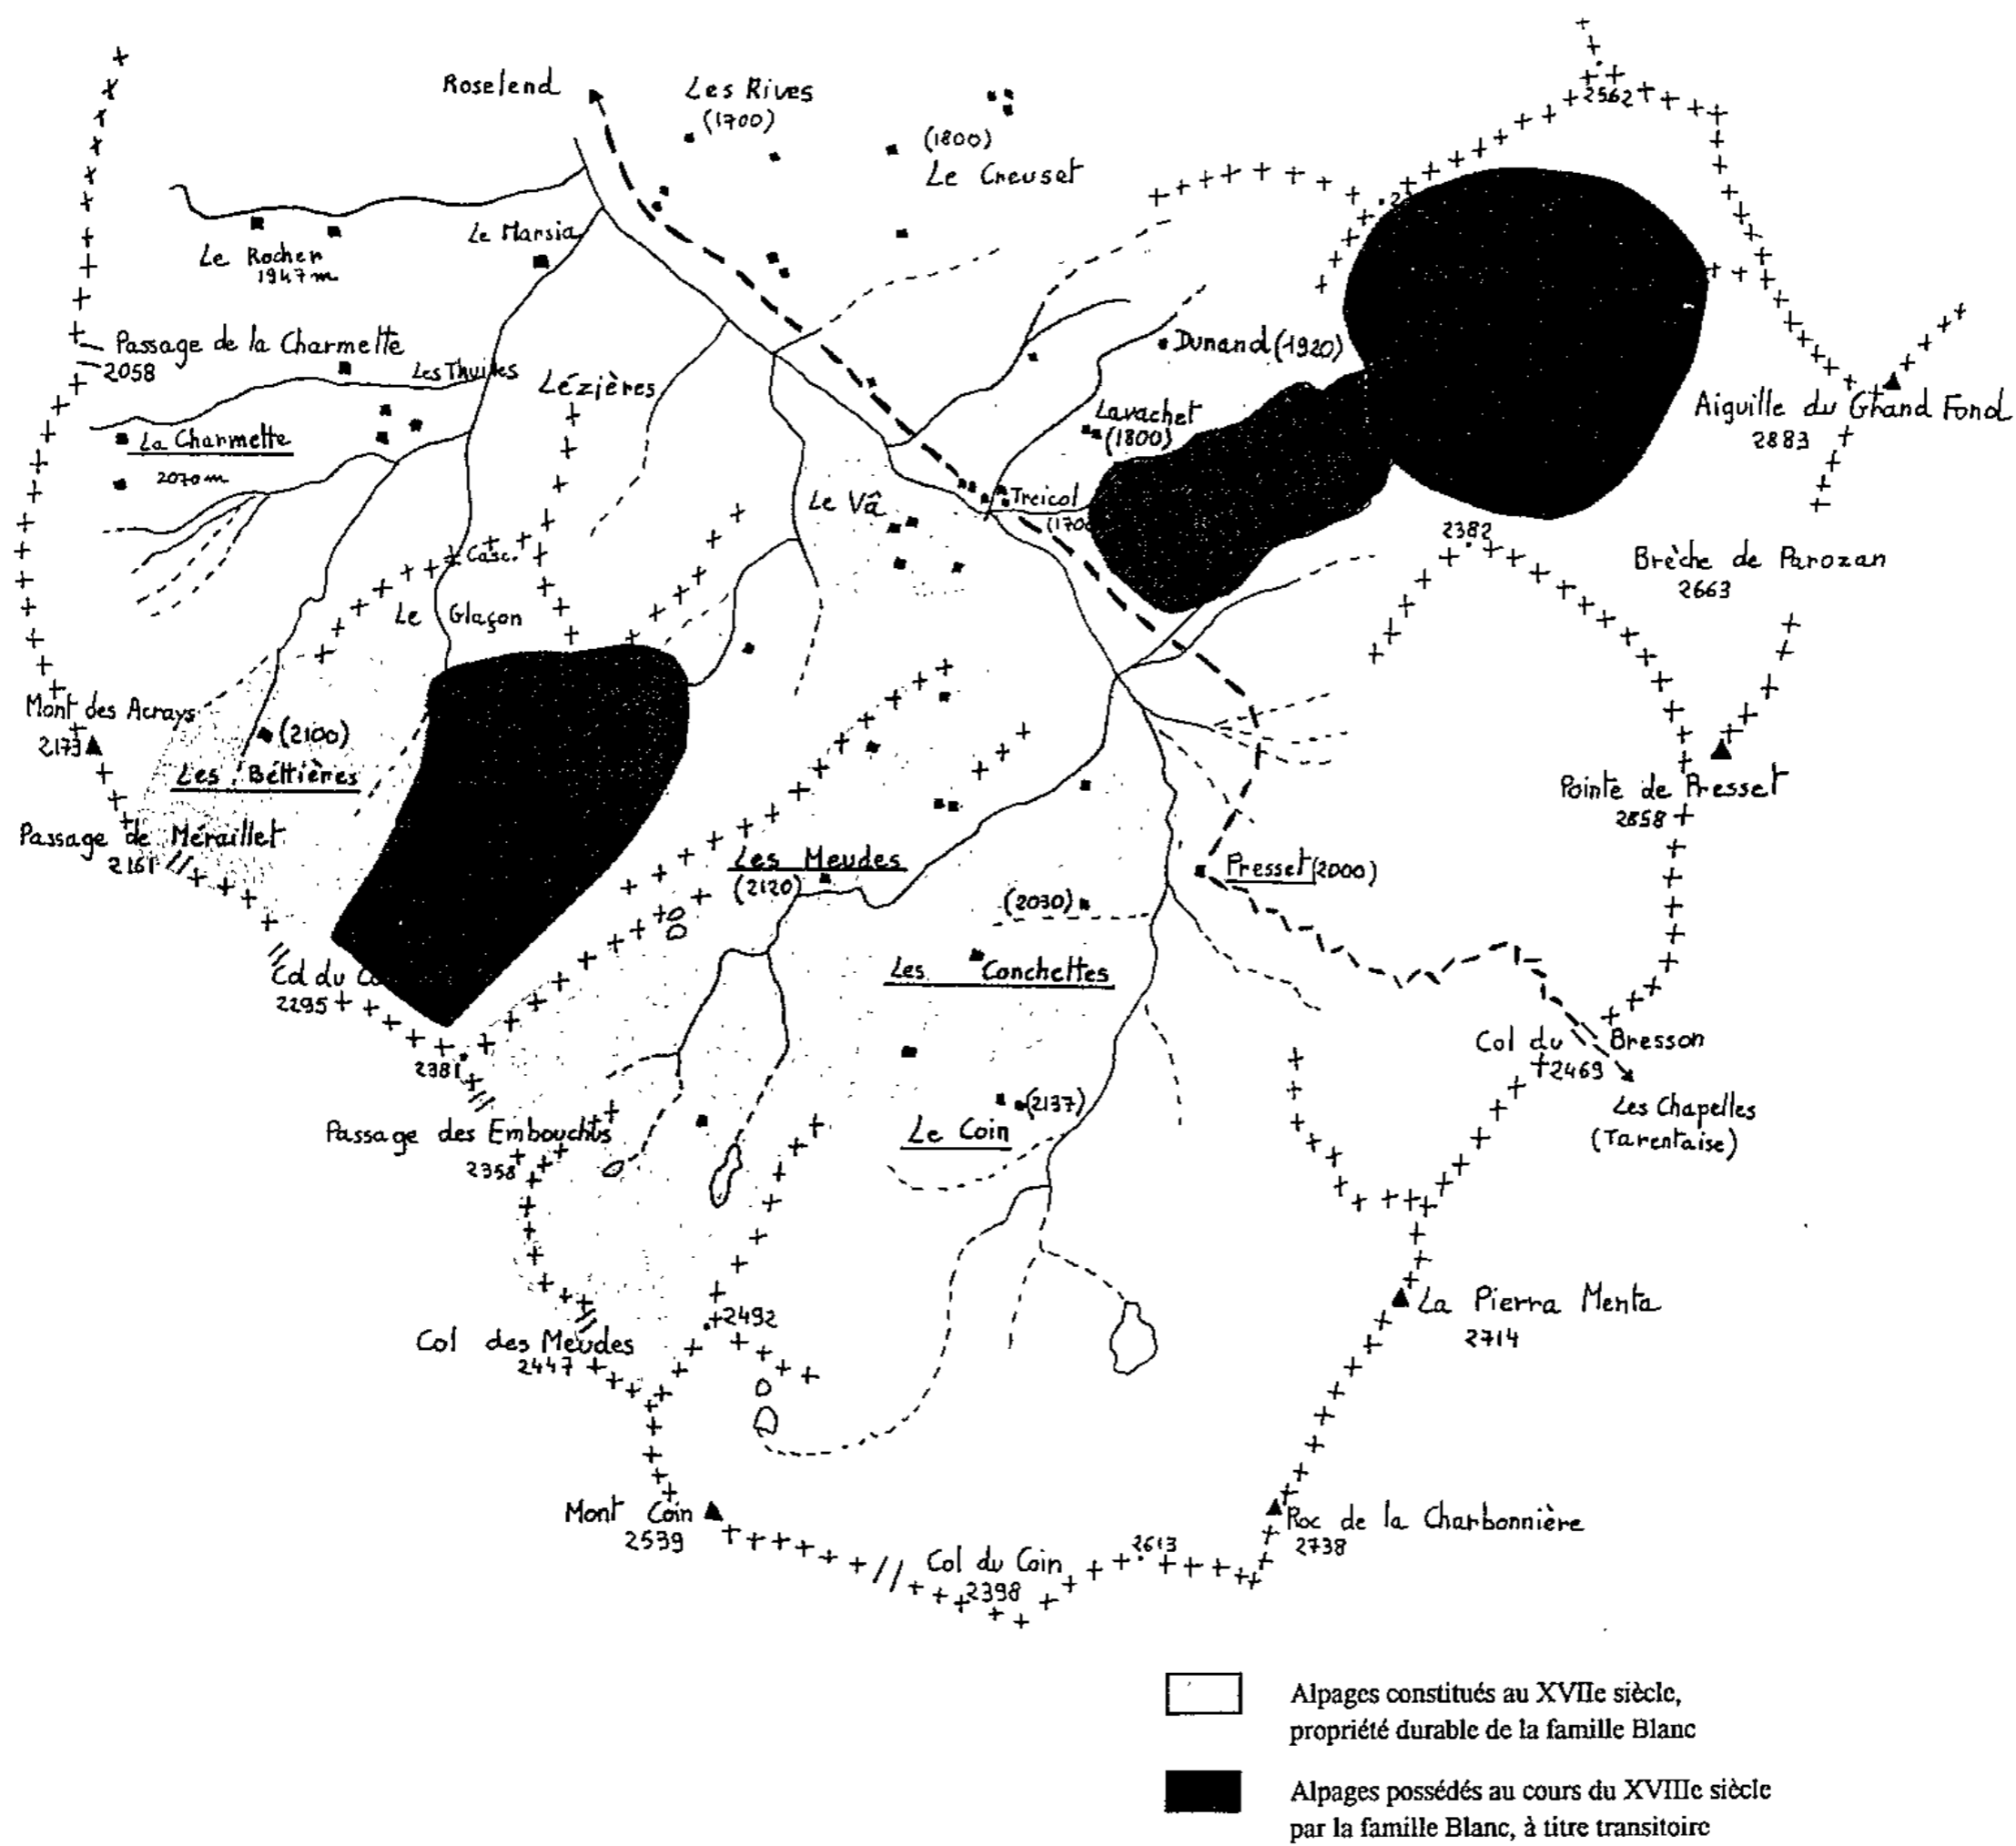 Roselend
Les Rives
(1700)
(1800)
Le Creuset
2562
Le Marsia
Le Rocher
1947 m
Passage de la Charmette
2058
Les Thuiles
Lézières
Dunand (1920)
Aiguille du Grand Fond
2883
La Charmette
2070 m
Lavachet
(1800)
Le Vâ
Treicol
2382
Casc.
Brèche de Parozan
2663
Le Glaçon
Mont des Acrays
2173
(2100)
Les Bettières
Pointe de Presset
2858
Passage de Méraillet
2161
Les Meudes
(2120)
Presset (2000)
(2030)
Les Conchettes
Col du
2295
2381
Col du Bresson
2469
Les Chapelles
(Tarentaise)
Passage des Embouchus
2358
(2137)
Le Coin
2492
Col des Meudes
2447
La Pierra Menta
2714
Mont Coin
2539
Roc de la Charbonnière
2738
Col du Coin
2398
2613
Alpages constitués au XVIIe siècle,
propriété durable de la famille Blanc
Alpages possédés au cours du XVIIIe siècle
par la famille Blanc, à titre transitoire